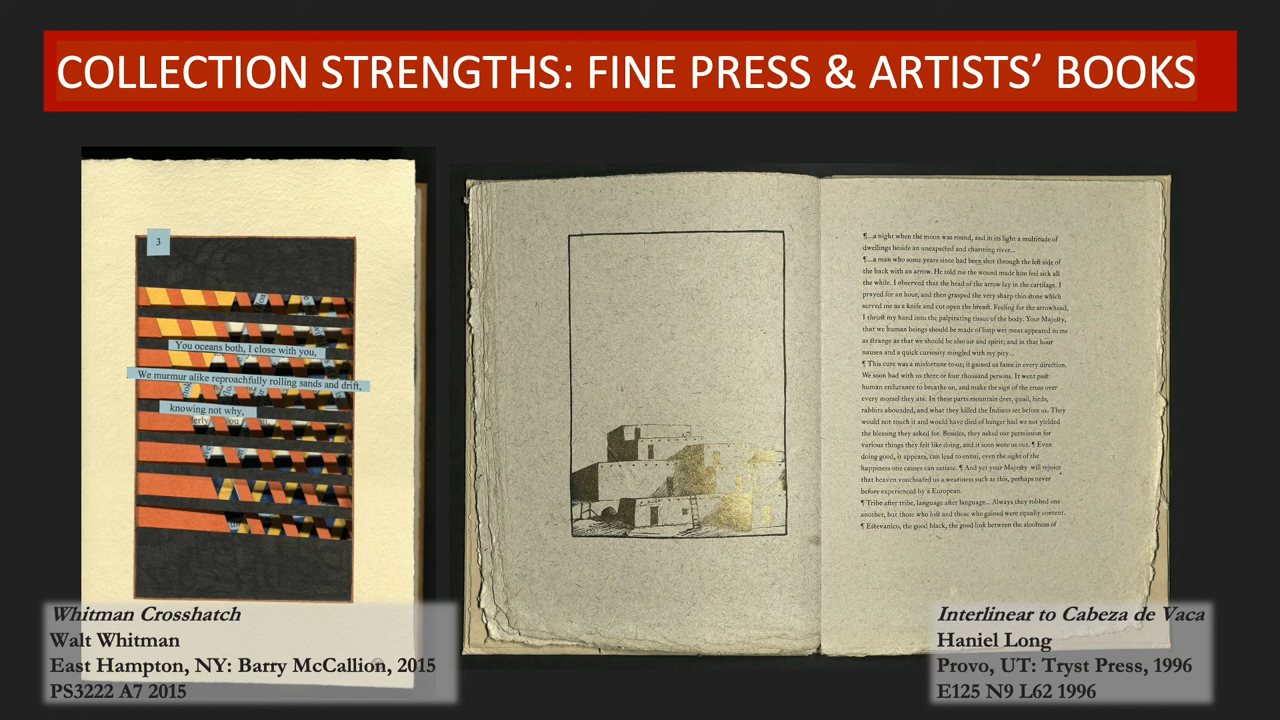 COLLECTION STRENGTHS: FINE PRESS & ARTISTS’ BOOKS
3
You oceans both, I close with you,
We murmur alike reproachfully rolling sands and drift,
knowing not why,
Whitman Crosshatch
Walt Whitman
East Hampton, NY: Barry McCallion, 2015
PS3222 A7 2015
¶...a night when the moon was round, and in its light a multitude of
dwellings beside an unexpected and charming river...
¶...a man who some years since had been shot through the left side of
the back with an arrow. He told me the wound made him feel sick all
the while. I observed that the head of the arrow lay in the cartilage. I
prayed for an hour, and then grasped the very sharp thin stone which
served me as a knife and cut open the breast. Feeling for the arrowhead,
I thrust my hand into the palpitating tissue of the body. Your Majesty,
that we human beings should be made of limp wet meat appeared to me
as strange as that we should be also air and spirit; and in that hour
nausea and a quick curiosity mingled with my pity...
¶ This cure was a misfortune to us; it gained us fame in every direction.
We soon had with us three or four thousand persons. It went past
human endurance to breathe on, and make the sign of the cross over
every morsel they ate. In these parts mountain deer, quail, birds,
rabbits abounded, and what they killed the Indians set before us. They
would not touch it and would have died of hunger had we not yielded
the blessing they asked for. Besides, they asked our permission for
various things they felt like doing, and it soon wore us out. ¶ Even
doing good, it appears, can lead to ennui, even the sight of the
happiness one causes can satiate. ¶ And yet your Majesty will rejoice
that heaven vouchsafed us a weariness such as this, perhaps never
before experienced by a European.
¶ Tribe after tribe, language after language... Always they robbed one
another, but those who lost and those who gained were equally content.
¶ Estevanico, the good black, the good link between the aloofness of
Interlinear to Cabeza de Vaca
Haniel Long
Provo, UT: Tryst Press, 1996
E125 N9 L62 1996